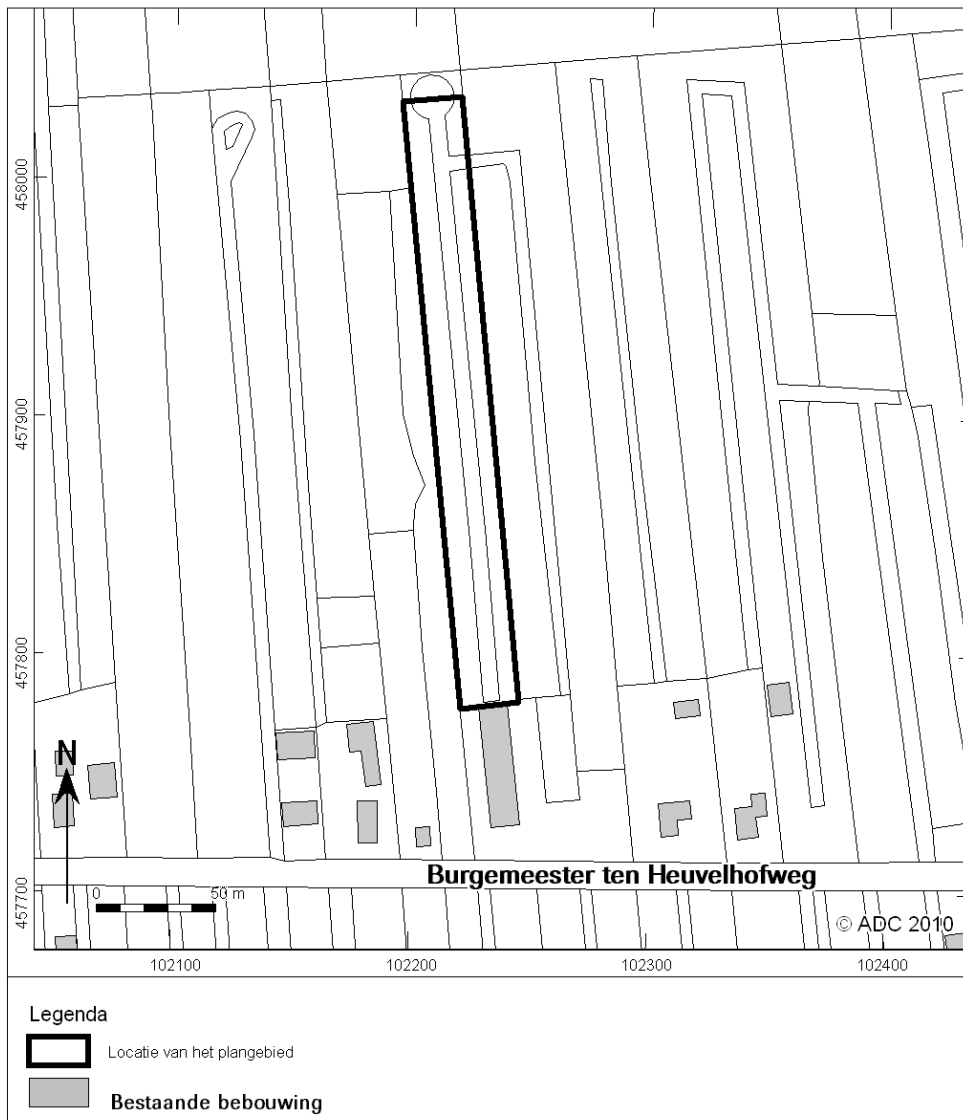 458000
457900
457800
457700
N
0 50 m
Burgemeester ten Heuvelhofweg
© ADC 2010
102100 102200 102300 102400
Legenda
Locatie van het plangebied
Bestaande bebouwing